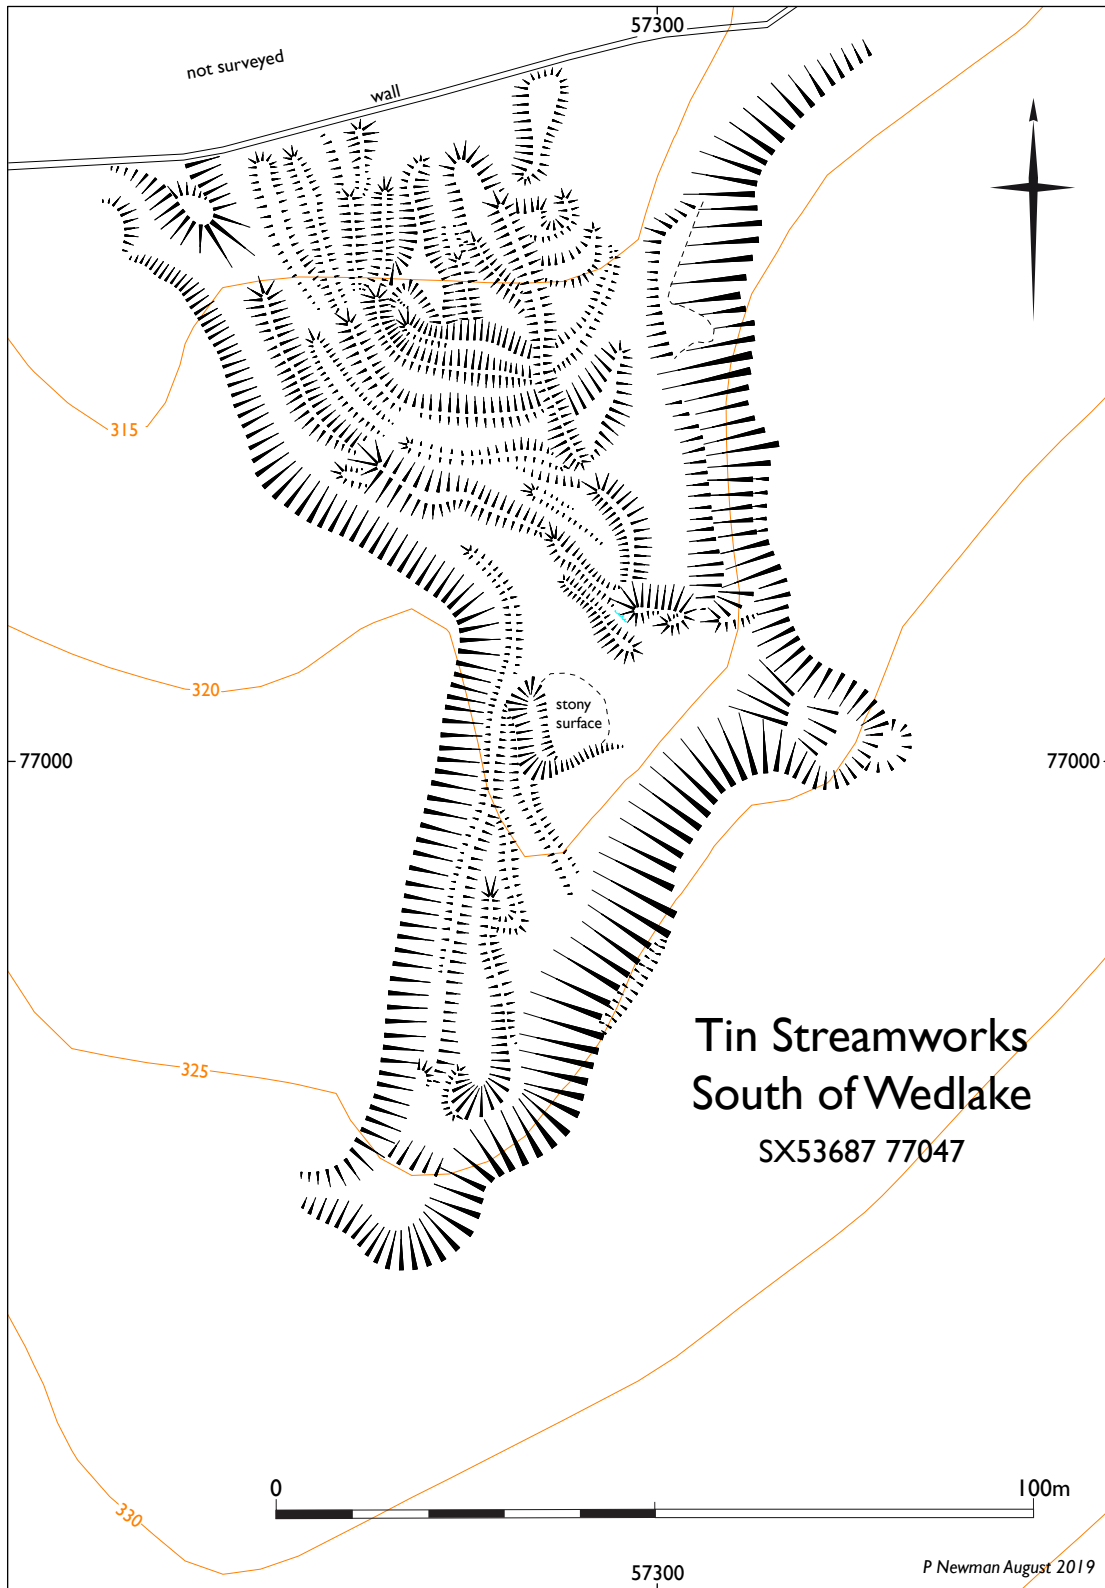 57300
not surveyed
wall
315
320
stony
surface
77000
77000
325
Tin Streamworks
South of Wedlake
SX53687 77047
330
0
100m
57300
P Newman August 2019